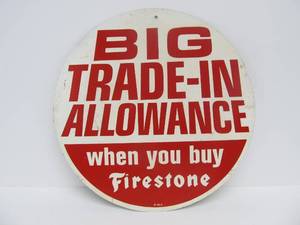 BIG
TRADE-IN
ALLOWANCE
when you buy
Firestone